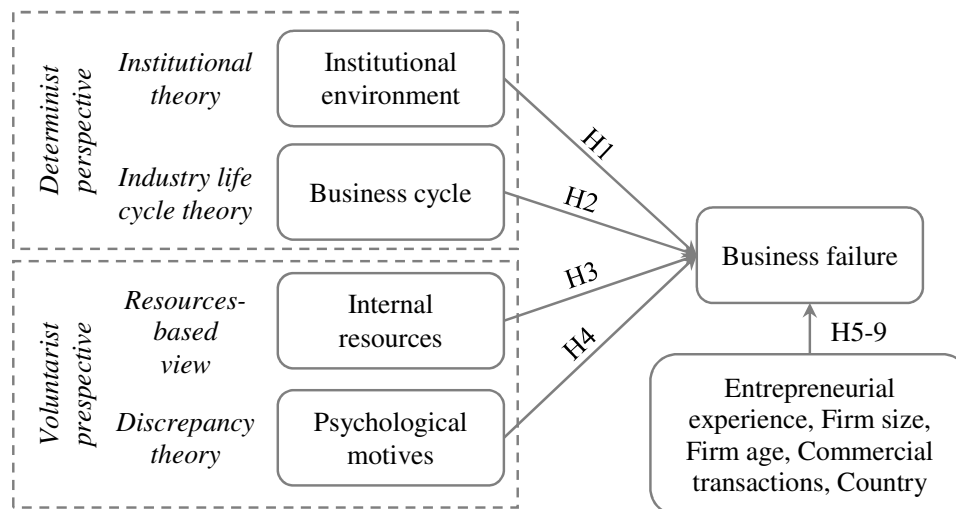 Determinist
perspective
Institutional
theory
Institutional
environment
Industry life
cycle theory
Business cycle
Voluntarist
prespective
Resources-
based
view
Internal
resources
Discrepancy
theory
Psychological
motives
H1
H2
H3
H4
Business failure
H5-9
Entrepreneurial
experience, Firm size,
Firm age, Commercial
transactions, Country